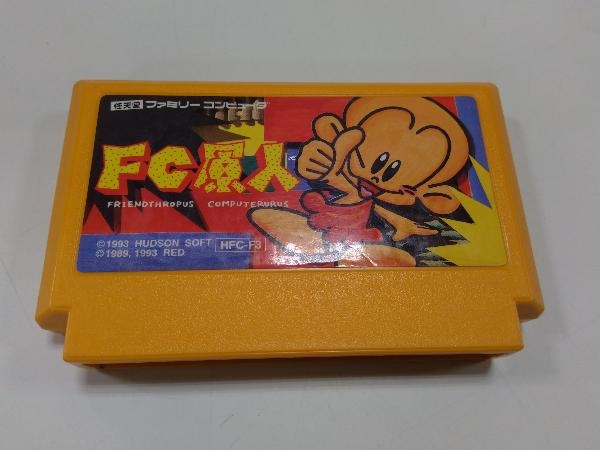 任天堂 ファミリーコンピュータ
FC原人
FRIENDTHROPUS COMPUTERURUS
©1993 HUDSON SOFT HFC-F3
©1989, 1993 RED